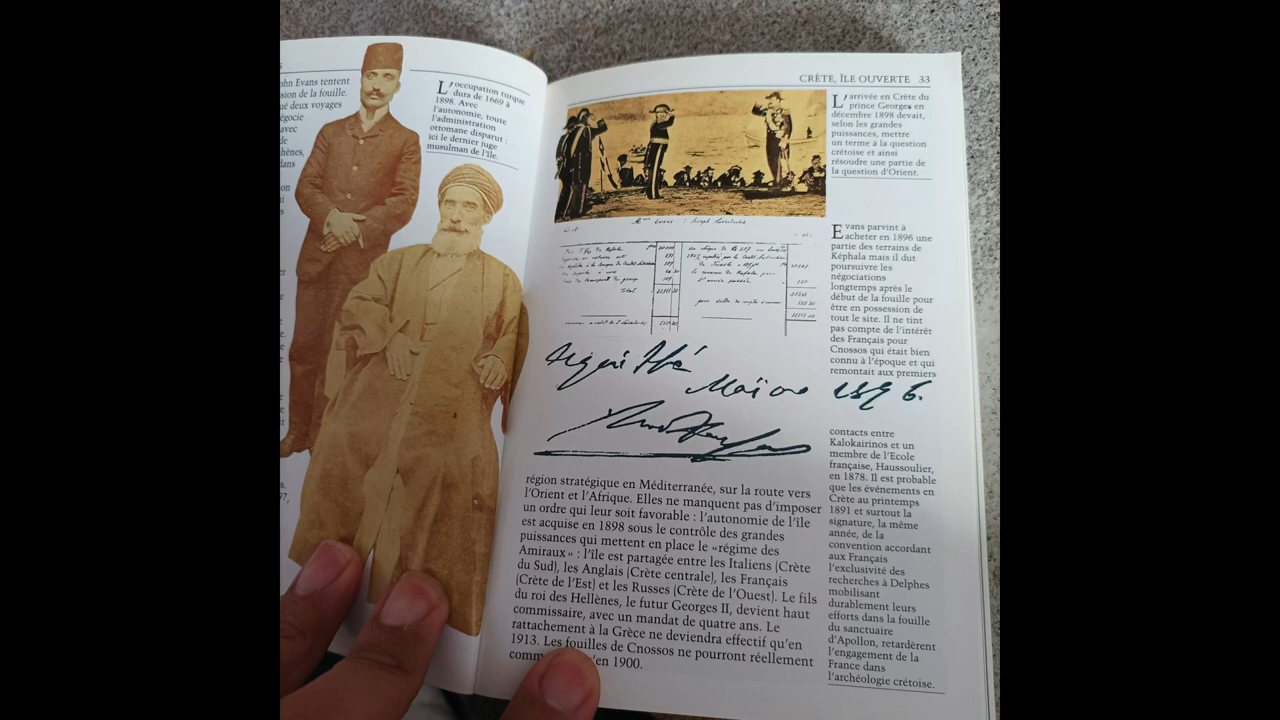 ohn Evans tentent
sion de la fouille.
ué deux voyages
égocie
avec
de
hènes,
dans
L'occupation turque
dura de 1669 à
1898. Avec
l'autonomie, toute
l'administration
ottomane disparut :
ici le dernier juge
musulman de l'île.
CRÈTE, ÎLE OUVERTE 33
L'arrivée en Crète du
prince Georges en
décembre 1898 devait,
selon les grandes
puissances, mettre
un terme à la question
crétoise et ainsi
résoudre une partie de
la question d'Orient.
Evans parvint à
acheter en 1896 une
partie des terrains de
Képhala mais il dut
poursuivre les
négociations
longtemps après le
début de la fouille pour
être en possession de
tout le site. Il ne tint
pas compte de l'intérêt
des Français pour
Cnossos qui était bien
connu à l'époque et qui
remontait aux premiers
1896.
contacts entre
Kalokairinos et un
membre de l'Ecole
française, Haussoulier,
en 1878. Il est probable
que les événements en
Crète au printemps
1891 et surtout la
signature, la même
année, de la
convention accordant
aux Français
l'exclusivité des
recherches à Delphes
mobilisant
durablement leurs
efforts dans la fouille
du sanctuaire
d'Apollon, retardèrent
l'engagement de la
France dans
l'archéologie crétoise.
région stratégique en Méditerranée, sur la route vers
l'Orient et l'Afrique. Elles ne manquent pas d'imposer
un ordre qui leur soit favorable : l'autonomie de l'île
est acquise en 1898 sous le contrôle des grandes
puissances qui mettent en place le «régime des
Amiraux» : l'île est partagée entre les Italiens (Crète
du Sud), les Anglais (Crète centrale), les Français
(Crète de l'Est) et les Russes (Crète de l'Ouest). Le fils
du roi des Hellènes, le futur Georges II, devient haut
commissaire, avec un mandat de quatre ans. Le
rattachement à la Grèce ne deviendra effectif qu'en
1913. Les fouilles de Cnossos ne pourront réellement
comm 'en 1900.